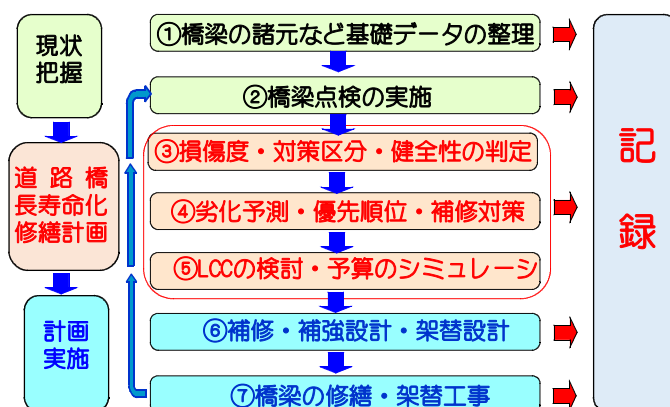 現状
把握
道路橋
長寿命化
修繕計画
計画
実施
①橋梁の諸元など基礎データの整理
②橋梁点検の実施
③損傷度・対策区分・健全性の判定
④劣化予測・優先順位・補修対策
⑤LCCの検討・予算のシミュレーシ
⑥補修・補強設計・架替設計
⑦橋梁の修繕・架替工事
記
録